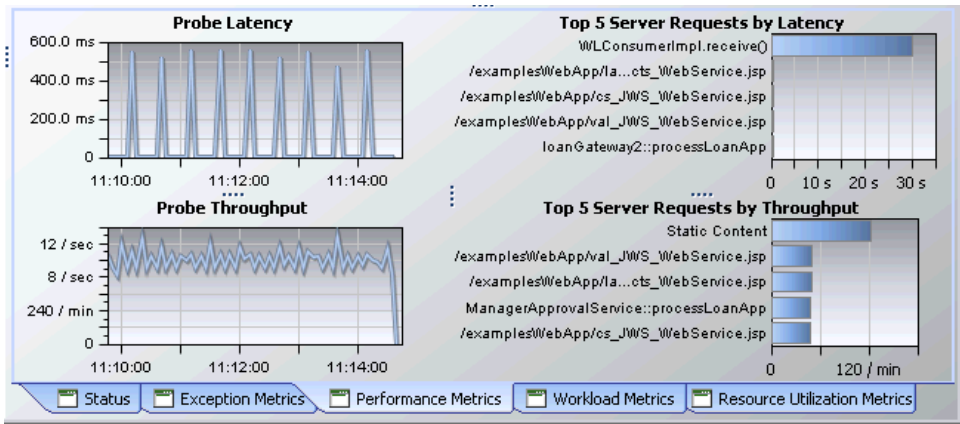 Probe Latency
600.0 ms
400.0 ms
200.0 ms
0
11:10:00 11:12:00 11:14:00
Top 5 Server Requests by Latency
WLConsumerImpl.receive()
/examplesWebApp/la...cts_WebService.jsp
/examplesWebApp/cs_JWS_WebService.jsp
/examplesWebApp/val_JWS_WebService.jsp
loanGateway2::processLoanApp
0 10 s 20 s 30 s
Probe Throughput
12 / sec
8 / sec
240 / min
0
11:10:00 11:12:00 11:14:00
Top 5 Server Requests by Throughput
Static Content
/examplesWebApp/val_JWS_WebService.jsp
/examplesWebApp/la...cts_WebService.jsp
ManagerApprovalService::processLoanApp
/examplesWebApp/cs_JWS_WebService.jsp
0 120 / min
Status Exception Metrics Performance Metrics Workload Metrics Resource Utilization Metrics